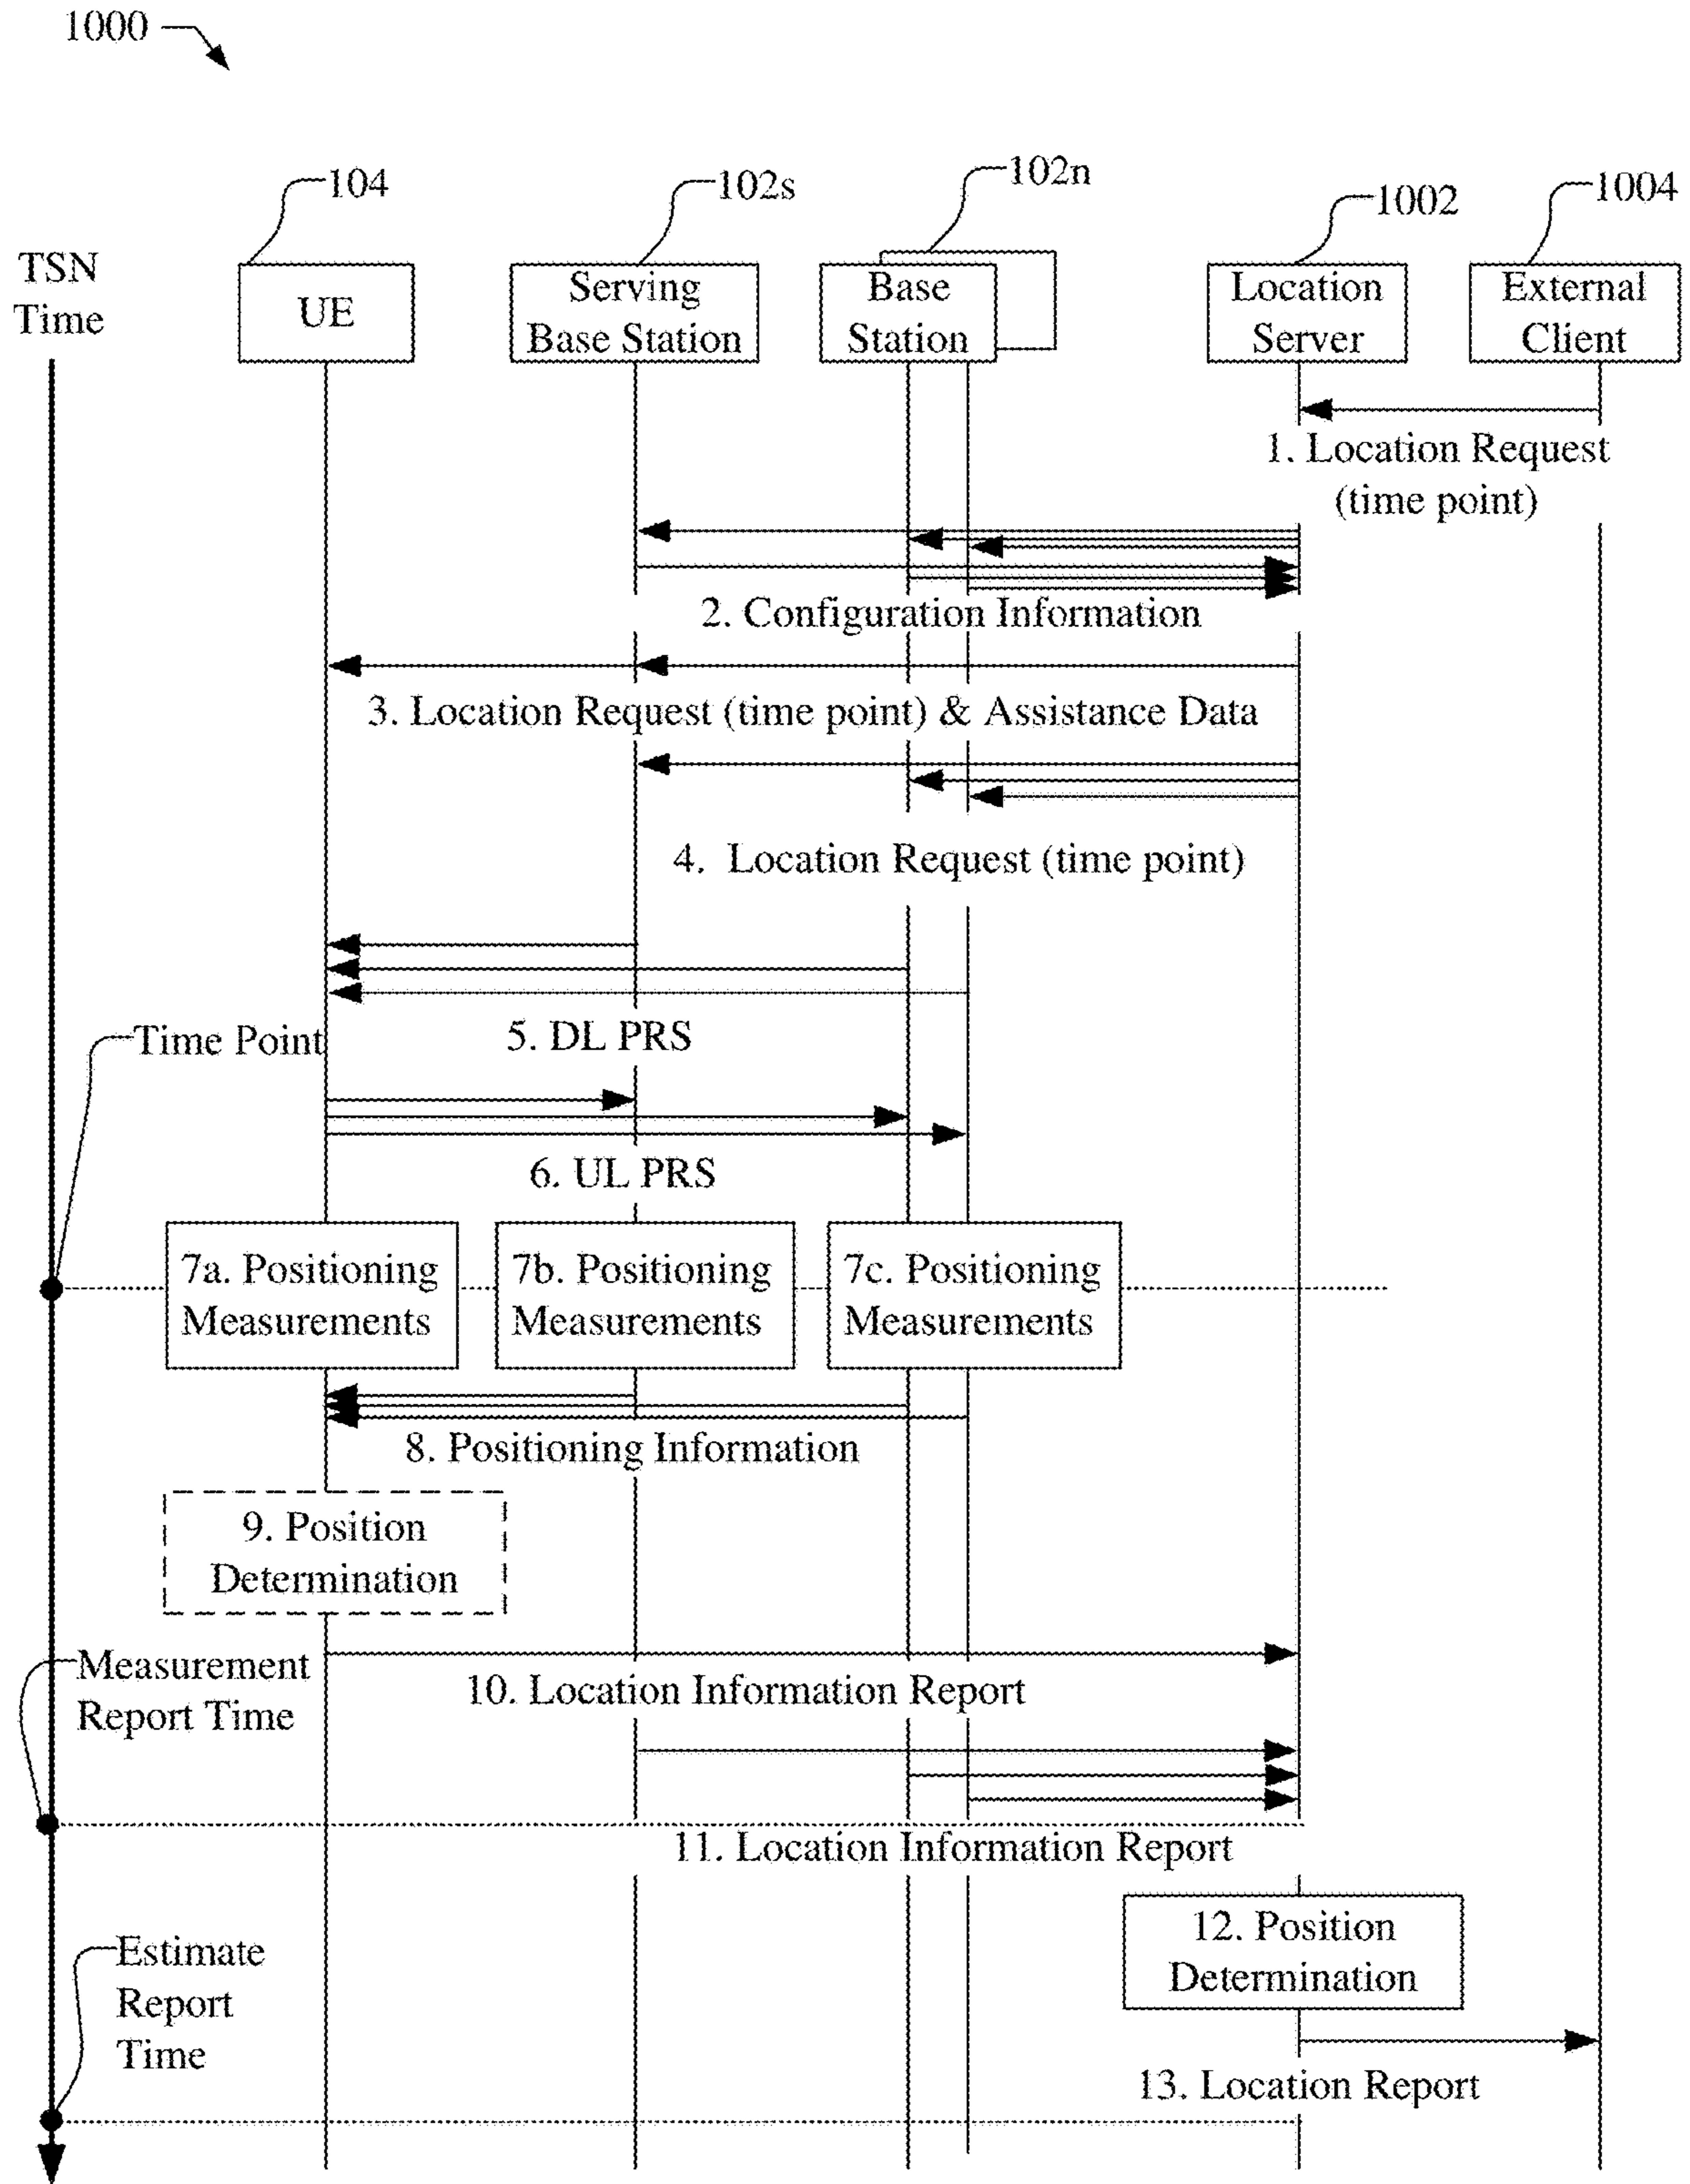 1000
104
102s
102n
1002
1004
TSN
Time
UE
Serving
Base Station
Base
Station
Location
Server
External
Client
1. Location Request
(time point)
2. Configuration Information
3. Location Request (time point) & Assistance Data
4. Location Request (time point)
5. DL PRS
Time Point
6. UL PRS
7a. Positioning
Measurements
7b. Positioning
Measurements
7c. Positioning
Measurements
8. Positioning Information
9. Position
Determination
Measurement
Report Time
10. Location Information Report
11. Location Information Report
12. Position
Determination
Estimate
Report
Time
13. Location Report